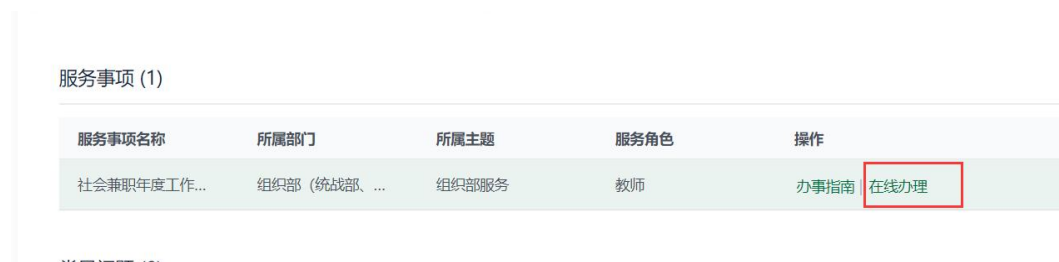 服务事项 (1)
服务事项名称 所属部门 所属主题 服务角色 操作
社会兼职年度工作... 组织部（统战部、... 组织部服务 教师 办事指南 | 在线办理